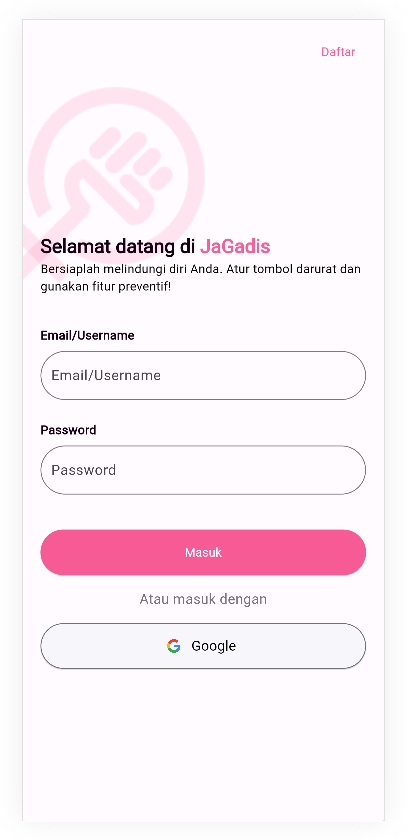 Daftar
Selamat datang di JaGadis
Bersiaplah melindungi diri Anda. Atur tombol darurat dan
gunakan fitur preventif!
Email/Username
Email/Username
Password
Password
Masuk
Atau masuk dengan
Google